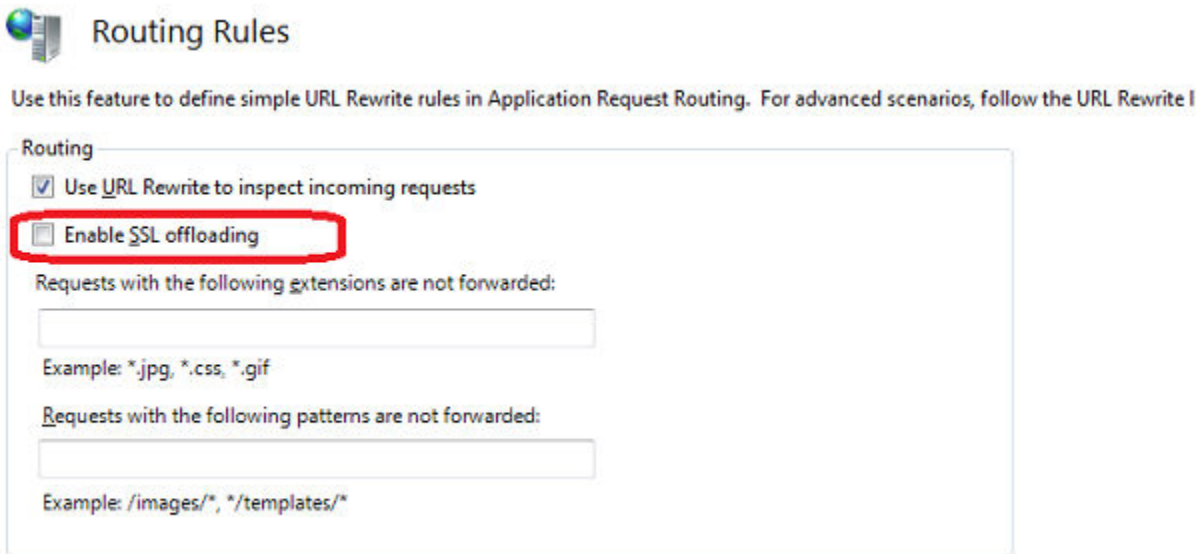 Routing Rules
Use this feature to define simple URL Rewrite rules in Application Request Routing. For advanced scenarios, follow the URL Rewrite
Routing
Use URL Rewrite to inspect incoming requests
Enable SSL offloading
Requests with the following extensions are not forwarded:
Example: *.jpg, *.css, *.gif
Requests with the following patterns are not forwarded:
Example: /images/*, */templates/*